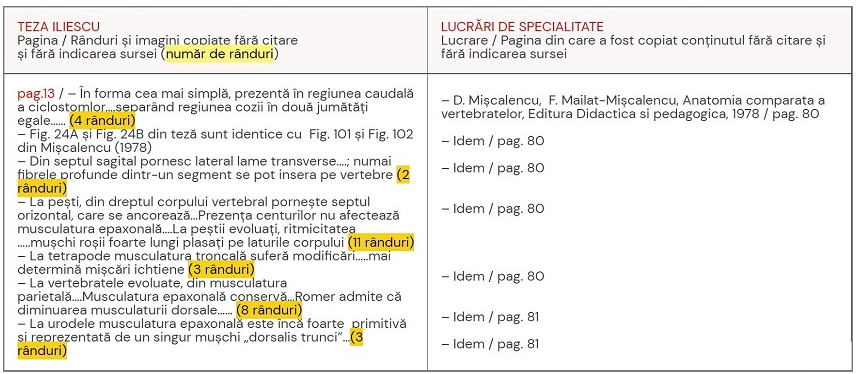 TEZA ILIESCU
Pagina / Rânduri și imagini copiate fără citare
și fără indicarea sursei (număr de rânduri)
LUCRĂRI DE SPECIALITATE
Lucrare / Pagina din care a fost copiat conținutul fără citare și
fără indicarea sursei
pag.13 / – În forma cea mai simplă, prezentă în regiunea caudală
a ciclostomlor....separând regiunea cozii în două jumătăți
egale...... (4 rânduri)
– Fig. 24A și Fig. 24B din teză sunt identice cu Fig. 101 și Fig. 102
din Mișcalencu (1978)
– Din septul sagital pornesc lateral lame transverse....; numai
fibrele profunde dintr-un segment se pot insera pe vertebre (2
rânduri)
– La pești, din dreptul corpului vertebral pornește septul
orizontal, care se ancorează...Prezența centurilor nu afectează
musculatura epaxonală....La peștii evoluați, ritmicitatea
.....mușchi roșii foarte lungi plasați pe laturile corpului (11 rânduri)
– La tetrapode musculatura troncală suferă modificări.....mai
determină mișcări ichtiene (3 rânduri)
– La vertebratele evoluate, din musculatura
parietală....Musculatura epaxonală conservă...Romer admite că
diminuarea musculaturii dorsale...... (8 rânduri)
– La urodele musculatura epaxonală este încă foarte primitivă
și reprezentată de un singur mușchi „dorsalis trunci”...(3
rânduri)
– D. Mișcalencu, F. Mailat-Mișcalencu, Anatomia comparata a
vertebratelor, Editura Didactica si pedagogica, 1978 / pag. 80
– Idem / pag. 80
– Idem / pag. 80
– Idem / pag. 80
– Idem / pag. 80
– Idem / pag. 81
– Idem / pag. 81